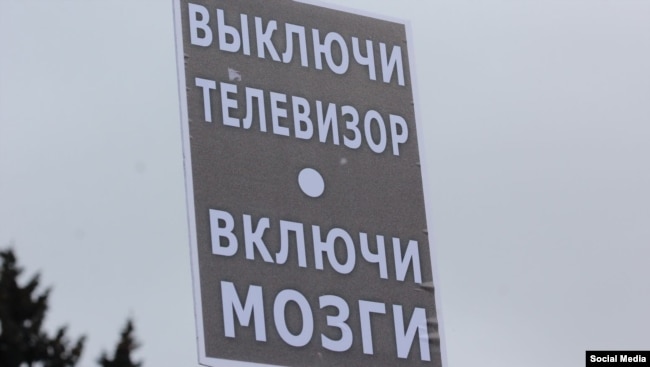 ВЫКЛЮЧИ
ТЕЛЕВИЗОР
•
ВКЛЮЧИ
МОЗГИ
Social Media